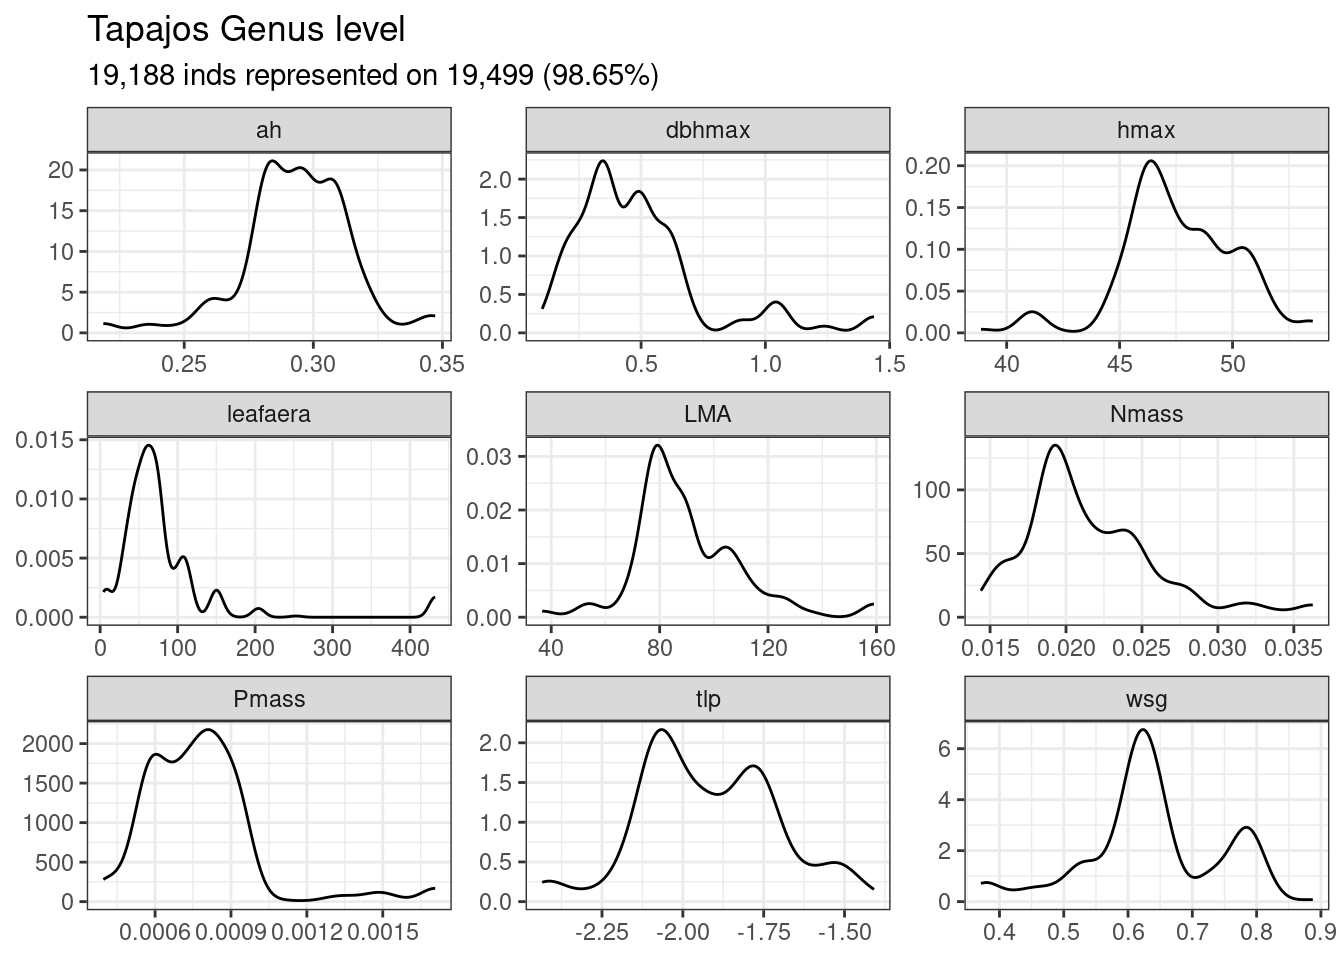 Tapajos Genus level
19,188 inds represented on 19,499 (98.65%)
ah
dbhmax
hmax
20
15
10
5
0
0.25 0.30 0.35
2.0
1.5
1.0
0.5
0.0
0.5 1.0 1.5
0.20
0.15
0.10
0.05
0.00
40 45 50
leafaera
LMA
Nmass
0.015
0.010
0.005
0.000
0 100 200 300 400
0.03
0.02
0.01
0.00
40 80 120 160
100
50
0
0.015 0.020 0.025 0.030 0.035
Pmass
tlp
wsg
2000
1500
1000
500
0
0.0006 0.0009 0.0012 0.0015
2.0
1.5
1.0
0.5
0.0
-2.25 -2.00 -1.75 -1.50
6
4
2
0
0.4 0.5 0.6 0.7 0.8 0.9